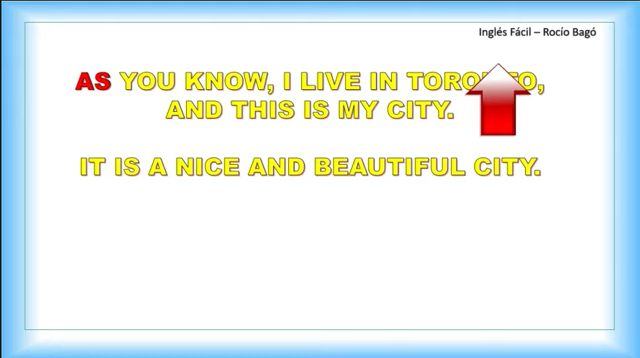 Inglés Fácil – Rocío Bagó
AS YOU KNOW, I LIVE IN TORONTO,
AND THIS IS MY CITY.
IT IS A NICE AND BEAUTIFUL CITY.